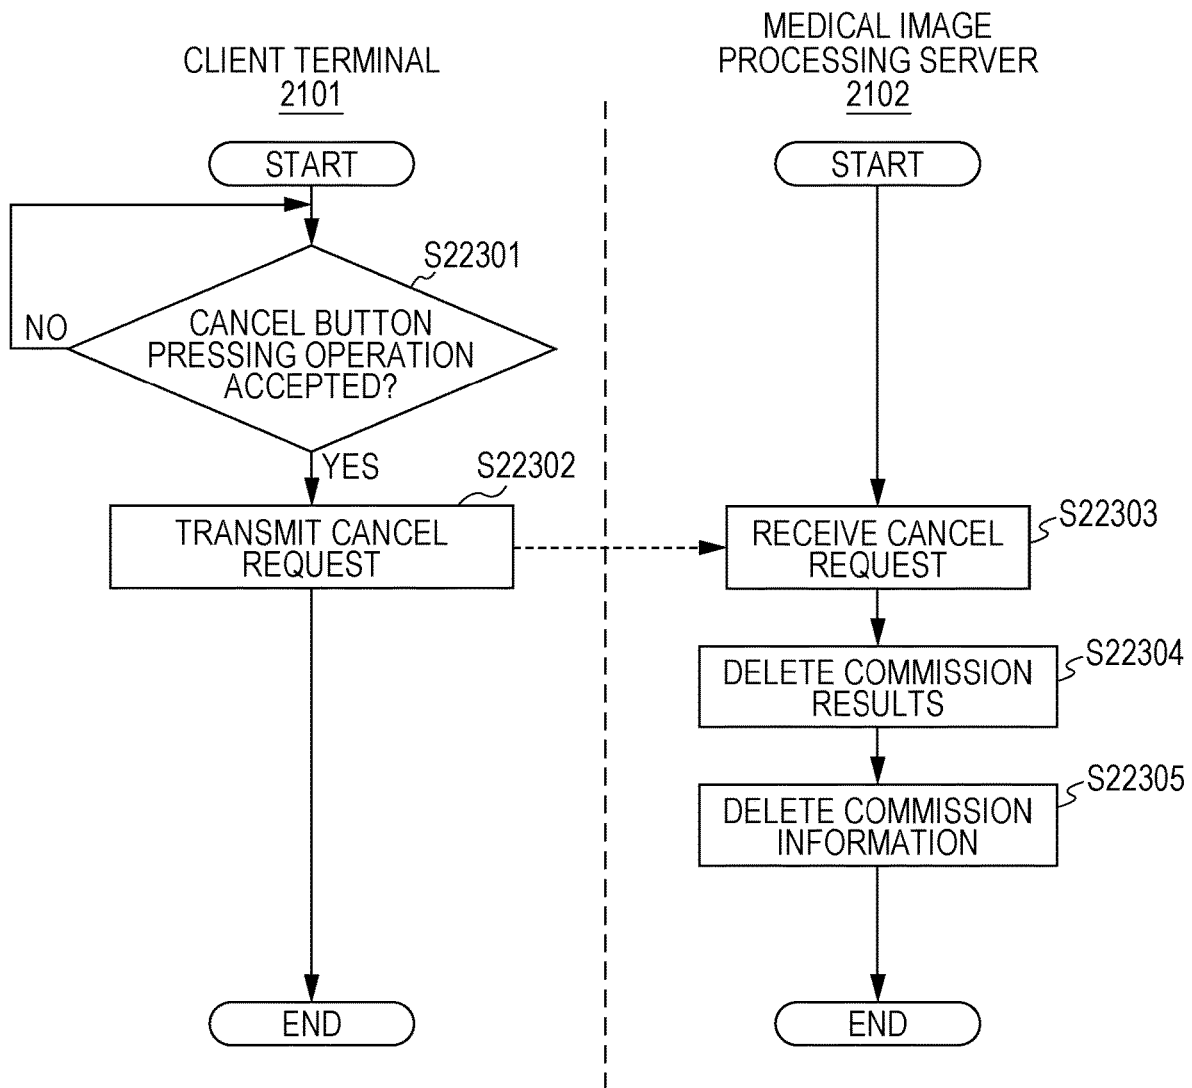 CLIENT TERMINAL
2101
START
S22301
NO
CANCEL BUTTON
PRESSING OPERATION
ACCEPTED?
YES
S22302
TRANSMIT CANCEL
REQUEST
END
MEDICAL IMAGE
PROCESSING SERVER
2102
START
S22303
RECEIVE CANCEL
REQUEST
S22304
DELETE COMMISSION
RESULTS
S22305
DELETE COMMISSION
INFORMATION
END